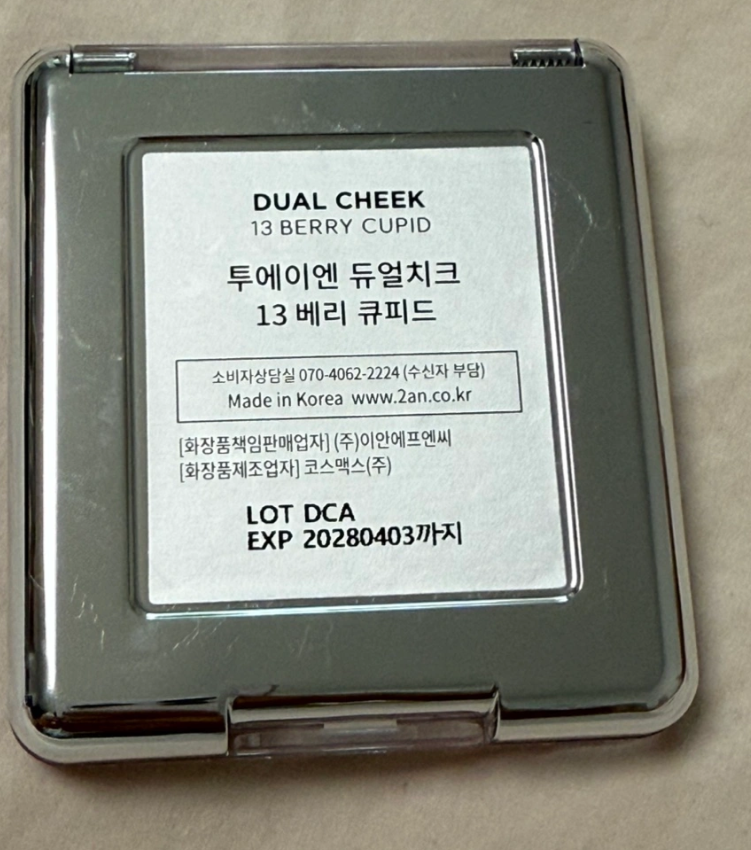 DUAL CHEEK
13 BERRY CUPID
투에이엔 듀얼치크
13 베리 큐피드
소비자상담실 070-4062-2224 (수신자 부담)
Made in Korea www.2an.co.kr
[화장품책임판매업자] (주)이안에프엔씨
[화장품제조업자] 코스맥스(주)
LOT DCA
EXP 20280403까지